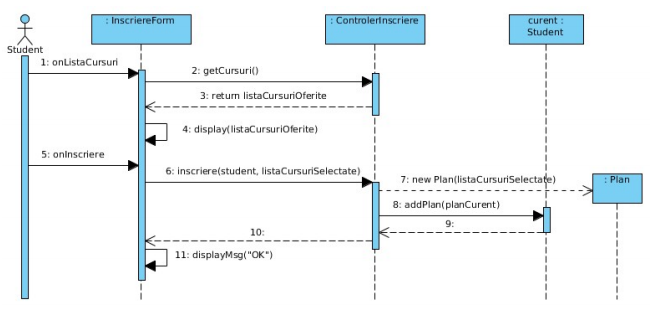 : InscriereForm
: ControlerInscriere
curent :
Student
Student
1: onListaCursuri
2: getCursuri()
3: return listaCursuriOferite
4: display(listaCursuriOferite)
5: onInscriere
6: inscriere(student, listaCursuriSelectate)
7: new Plan(listaCursuriSelectate)
: Plan
8: addPlan(planCurent)
9:
10:
11: displayMsg("OK")